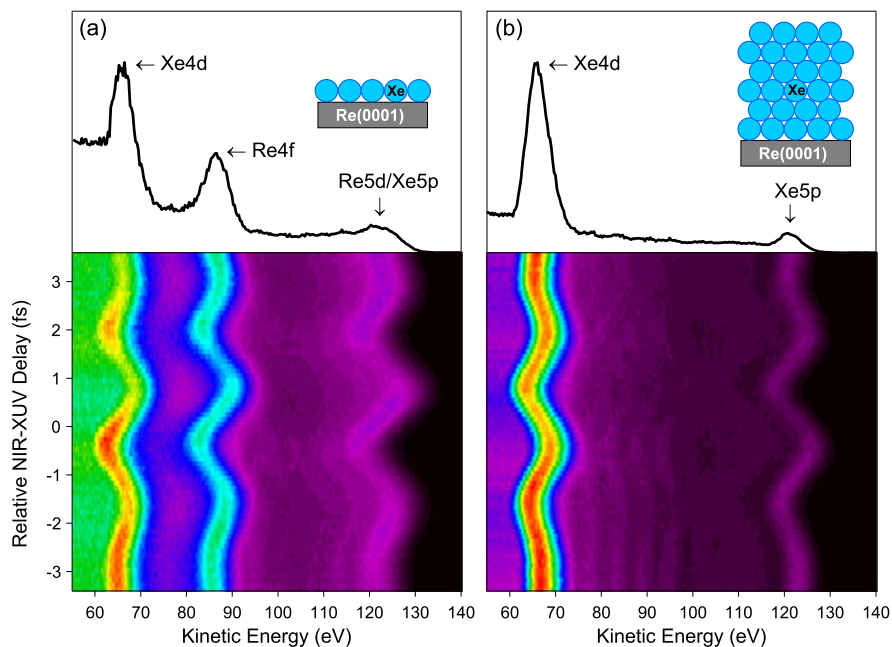 (a)
← Xe4d
← Re4f
Re5d/Xe5p
↓
Xe
Re(0001)
(b)
← Xe4d
Xe5p
↓
Xe
Re(0001)
Relative NIR-XUV Delay (fs)
3
2
1
0
-1
-2
-3
60 70 80 90 100 110 120 130 140
Kinetic Energy (eV)
60 70 80 90 100 110 120 130 140
Kinetic Energy (eV)